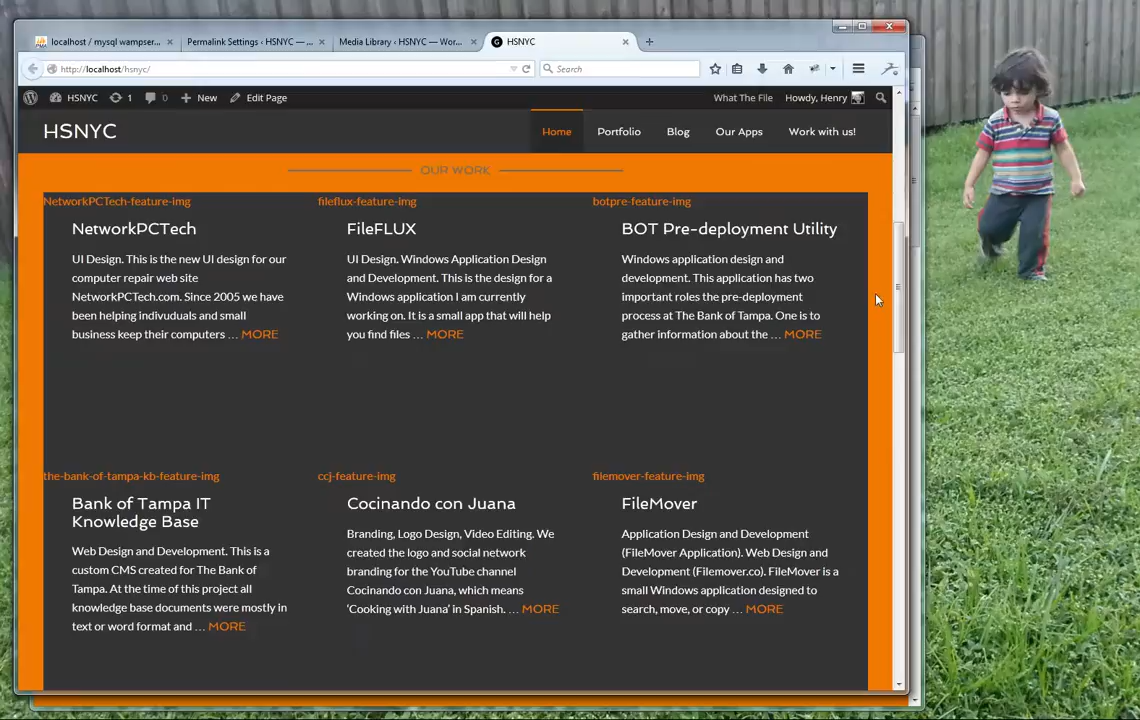 localhost / mysql wampser...
Permalink Settings ‹ HSNYC — ...
Media Library ‹ HSNYC — Wor...
HSNYC
http://localhost/hsnyc/
Search
HSNYC
1
0
New
Edit Page
What The File
Howdy, Henry
HSNYC
Home
Portfolio
Blog
Our Apps
Work with us!
OUR WORK
NetworkPCTech-feature-img
NetworkPCTech
UI Design. This is the new UI design for our
computer repair web site
NetworkPCTech.com. Since 2005 we have
been helping indivuduals and small
business keep their computers … MORE
fileflux-feature-img
FileFLUX
UI Design. Windows Application Design
and Development. This is the design for a
Windows application I am currently
working on. It is a small app that will help
you find files … MORE
botpre-feature-img
BOT Pre-deployment Utility
Windows application design and
development. This application has two
important roles the pre-deployment
process at The Bank of Tampa. One is to
gather information about the … MORE
the-bank-of-tampa-kb-feature-img
Bank of Tampa IT
Knowledge Base
Web Design and Development. This is a
custom CMS created for The Bank of
Tampa. At the time of this project all
knowledge base documents were mostly in
text or word format and … MORE
ccj-feature-img
Cocinando con Juana
Branding, Logo Design, Video Editing. We
created the logo and social network
branding for the YouTube channel
Cocinando con Juana, which means
‘Cooking with Juana’ in Spanish. … MORE
filemover-feature-img
FileMover
Application Design and Development
(FileMover Application). Web Design and
Development (Filemover.co). FileMover is a
small Windows application designed to
search, move, or copy … MORE